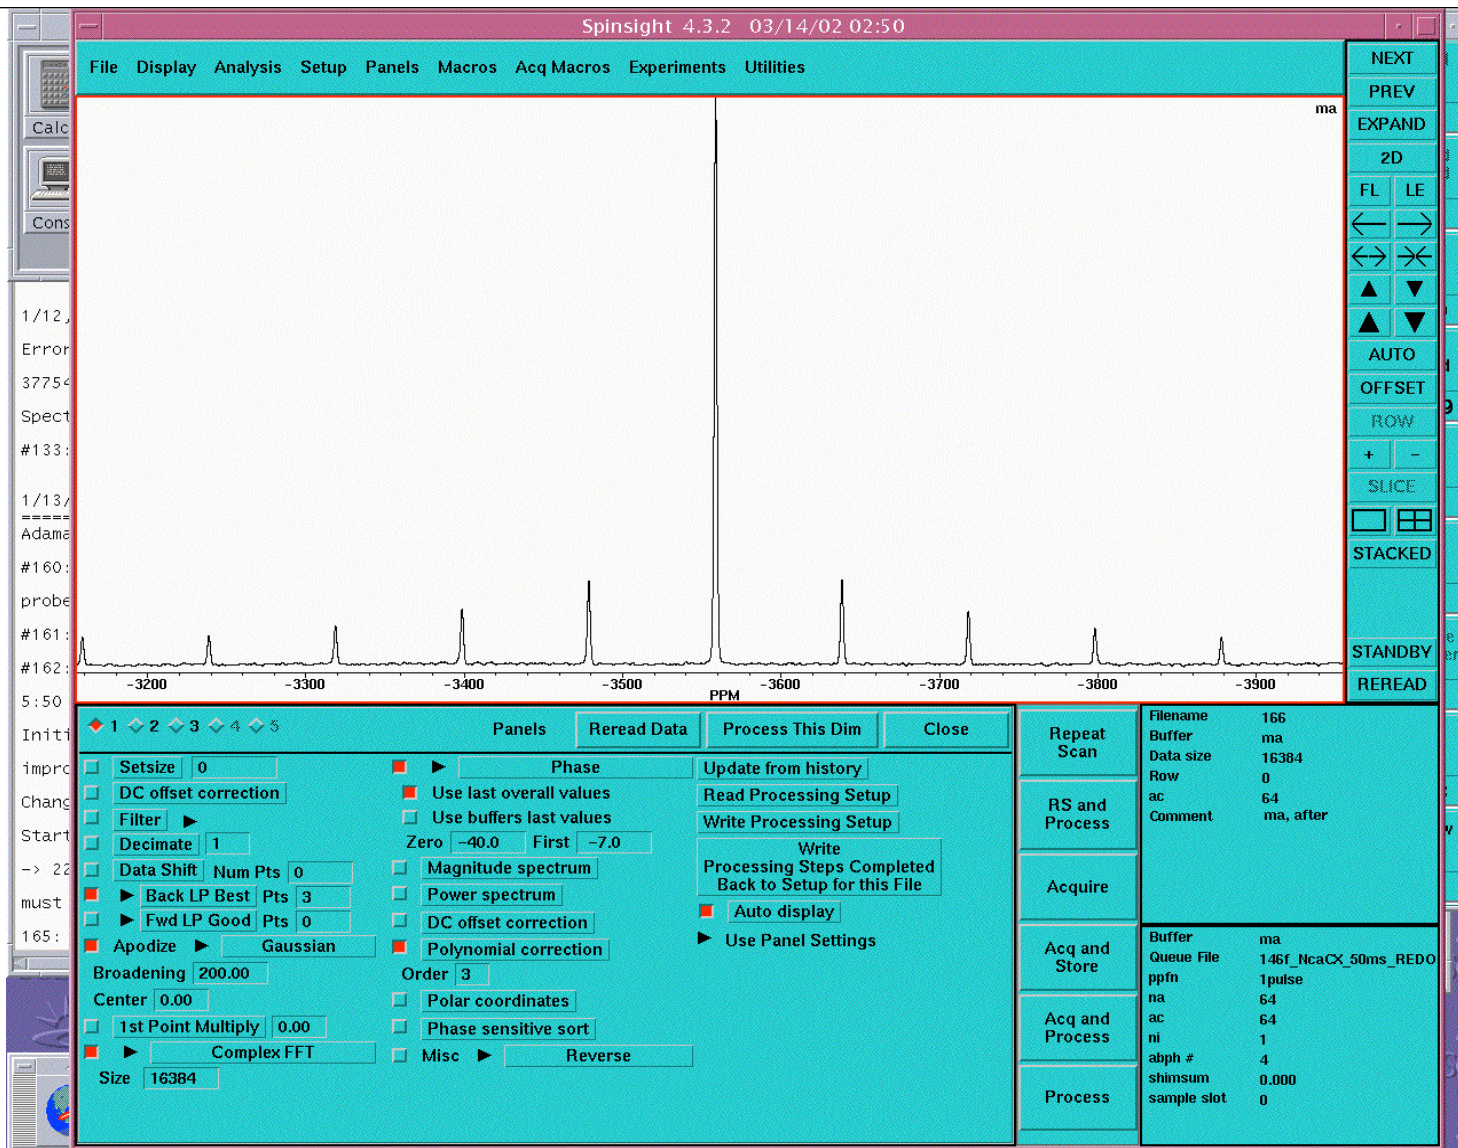 Spinsight 4.3.2 03/14/02 02:50
File Display Analysis Setup Panels Macros Acq Macros Experiments Utilities
ma
-3200 -3300 -3400 -3500 -3600 -3700 -3800 -3900
PPM
NEXT
PREV
EXPAND
2D
FL LE
AUTO
OFFSET
ROW
+ -
SLICE
STACKED
STANDBY
REREAD
Calc
Cons
1/12,
Error
37754
Spect
#133:
1/13/
=====
Adama
#160:
probe
#161:
#162:
5:50
Initi
impro
Chang
Start
-> 22
must
165:
1 2 3 4 5
Panels Reread Data Process This Dim Close
Setsize 0
DC offset correction
Filter
Decimate 1
Data Shift Num Pts 0
Back LP Best Pts 3
Fwd LP Good Pts 0
Apodize Gaussian
Broadening 200.00
Center 0.00
1st Point Multiply 0.00
Complex FFT
Size 16384
Phase
Use last overall values
Use buffers last values
Zero -40.0 First -7.0
Magnitude spectrum
Power spectrum
DC offset correction
Polynomial correction
Order 3
Polar coordinates
Phase sensitive sort
Misc Reverse
Update from history
Read Processing Setup
Write Processing Setup
Write
Processing Steps Completed
Back to Setup for this File
Auto display
Use Panel Settings
Repeat
Scan
RS and
Process
Acquire
Acq and
Store
Acq and
Process
Process
Filename 166
Buffer ma
Data size 16384
Row 0
ac 64
Comment ma, after
Buffer ma
Queue File 146f_NcaCX_50ms_REDO
ppfn 1pulse
na 64
ac 64
ni 1
abph # 4
shimsum 0.000
sample slot 0